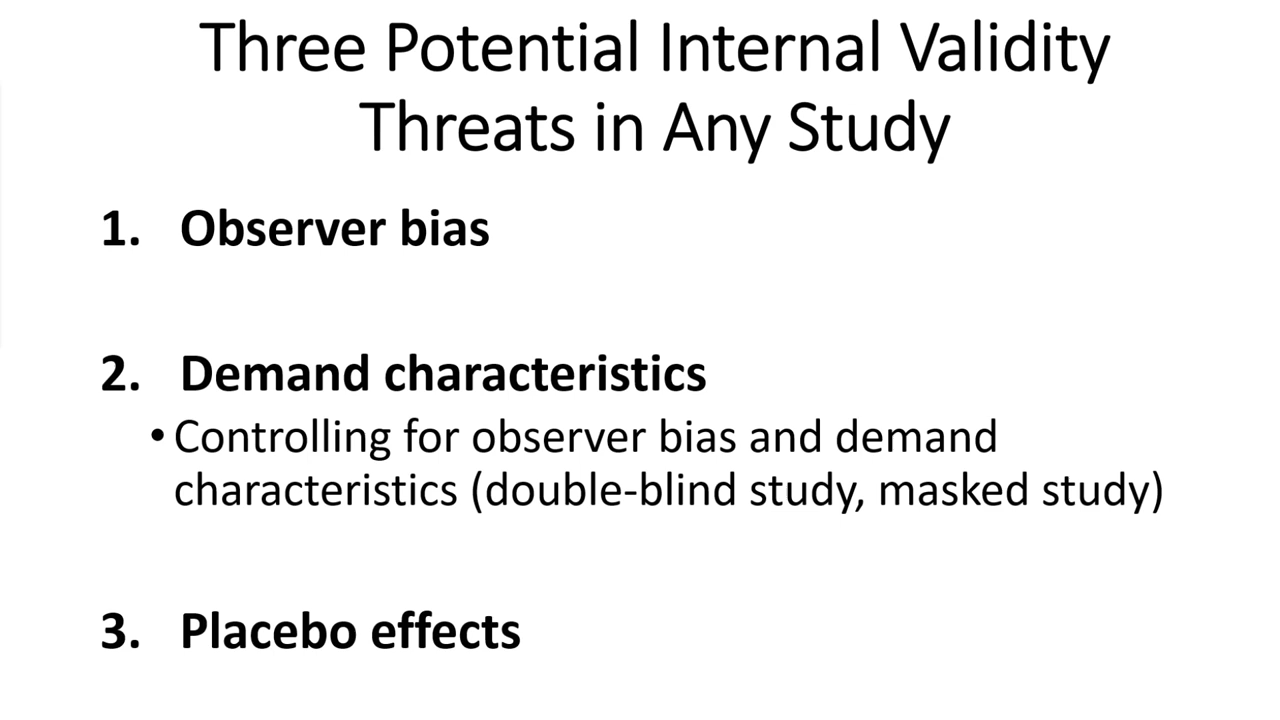 Three Potential Internal Validity
Threats in Any Study
1. Observer bias
2. Demand characteristics
• Controlling for observer bias and demand
characteristics (double-blind study, masked study)
3. Placebo effects